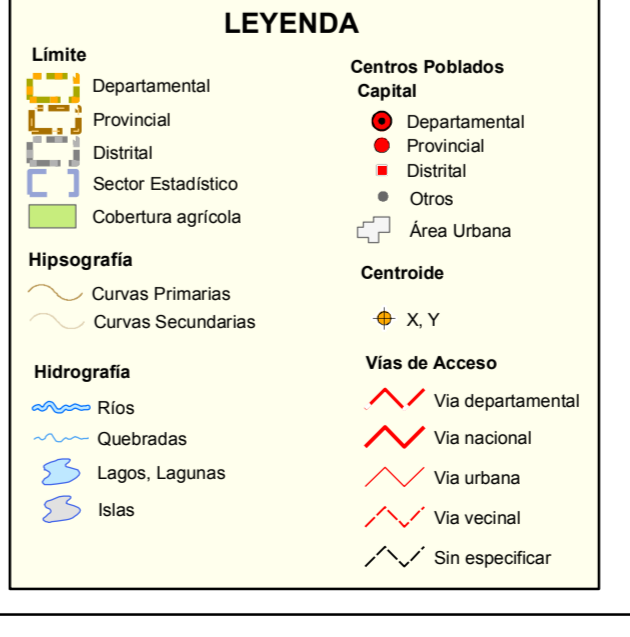 LEYENDA
Límite
Departamental
Provincial
Distrital
Sector Estadístico
Cobertura agrícola
Hipsografía
Curvas Primarias
Curvas Secundarias
Hidrografía
Ríos
Quebradas
Lagos, Lagunas
Islas
Centros Poblados
Capital
Departamental
Provincial
Distrital
Otros
Área Urbana
Centroide
X, Y
Vías de Acceso
Via departamental
Via nacional
Via urbana
Via vecinal
Sin especificar